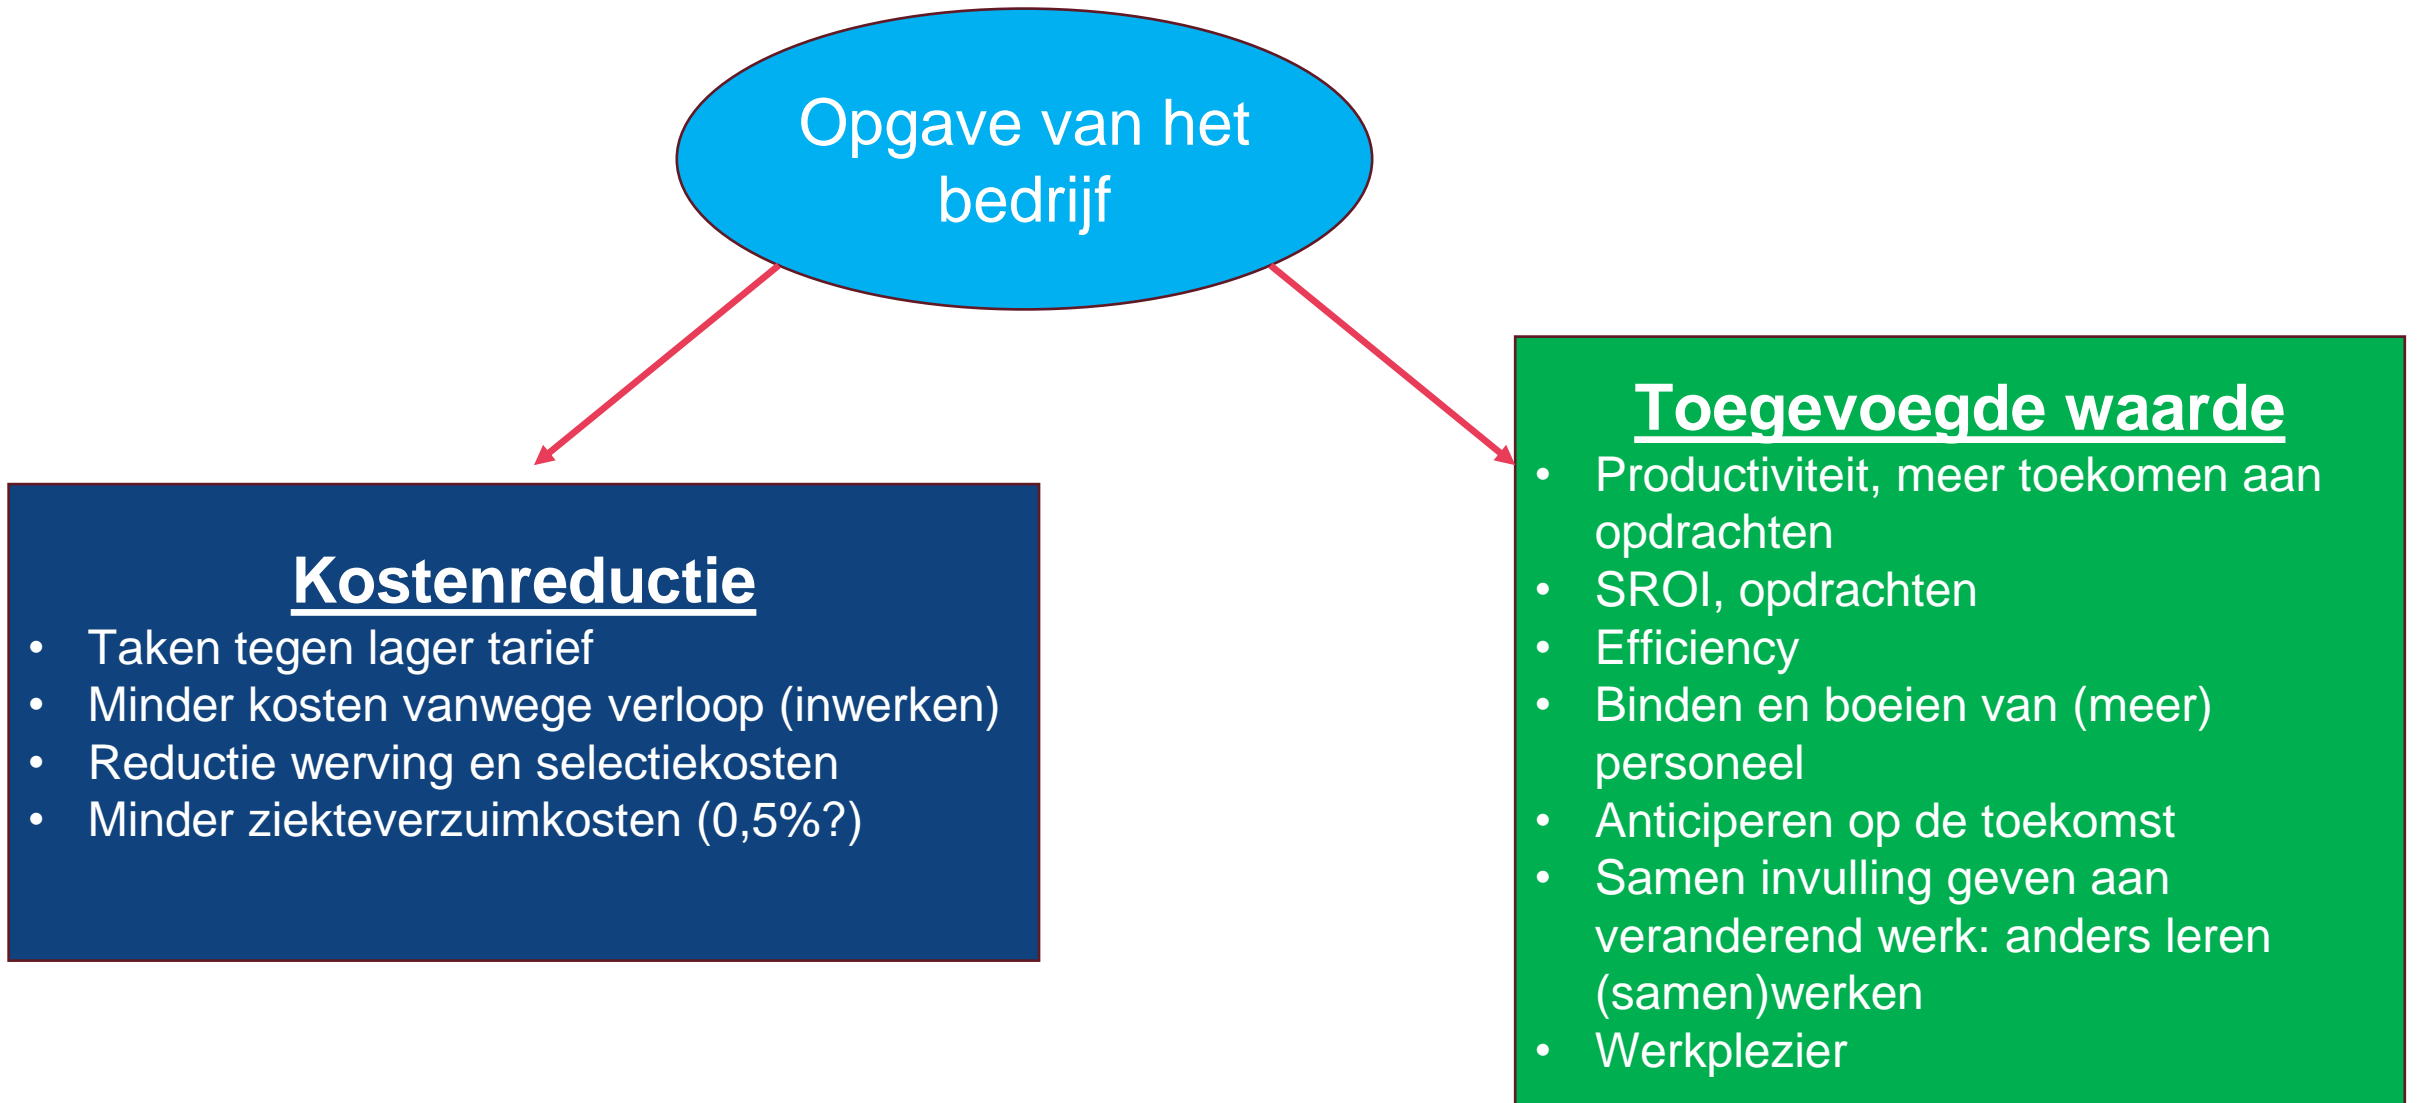 Opgave van het
bedrijf
Kostenreductie
• Taken tegen lager tarief
• Minder kosten vanwege verloop (inwerken)
• Reductie werving en selectiekosten
• Minder ziekteverzuimkosten (0,5%?)
Toegevoegde waarde
• Productiviteit, meer toekomen aan
opdrachten
• SROI, opdrachten
• Efficiency
• Binden en boeien van (meer)
personeel
• Anticiperen op de toekomst
• Samen invulling geven aan
veranderend werk: anders leren
(samen)werken
• Werkplezier